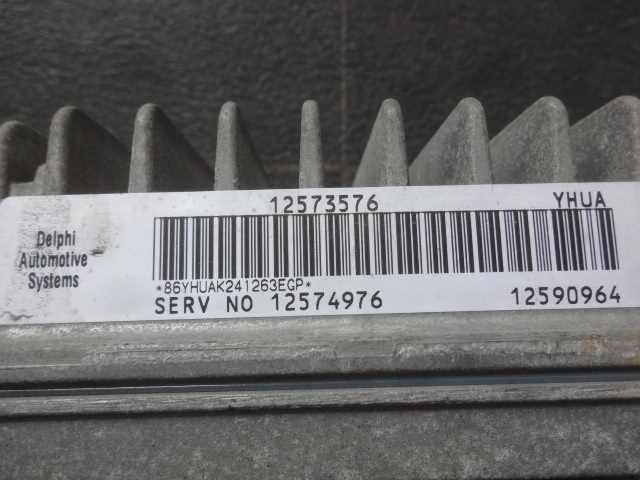 12573576 YHUA
Delphi
Automotive
Systems
*86YHUAK241263EGP*
SERV NO 12574976 12590964